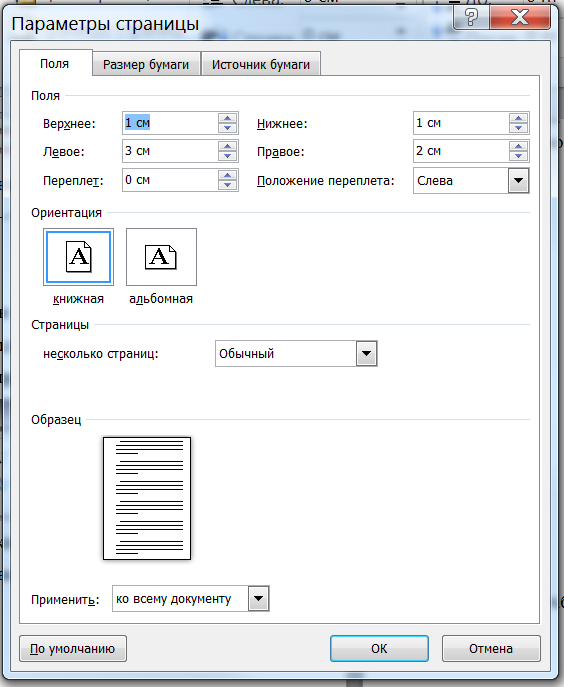 Параметры страницы
Поля Размер бумаги Источник бумаги
Поля
Верхнее: 1 см Нижнее: 1 см
Левое: 3 см Правое: 2 см
Переплет: 0 см Положение переплета: Слева
Ориентация
A A
книжная альбомная
Страницы
несколько страниц: Обычный
Образец
Применить: ко всему документу
По умолчанию ОК Отмена